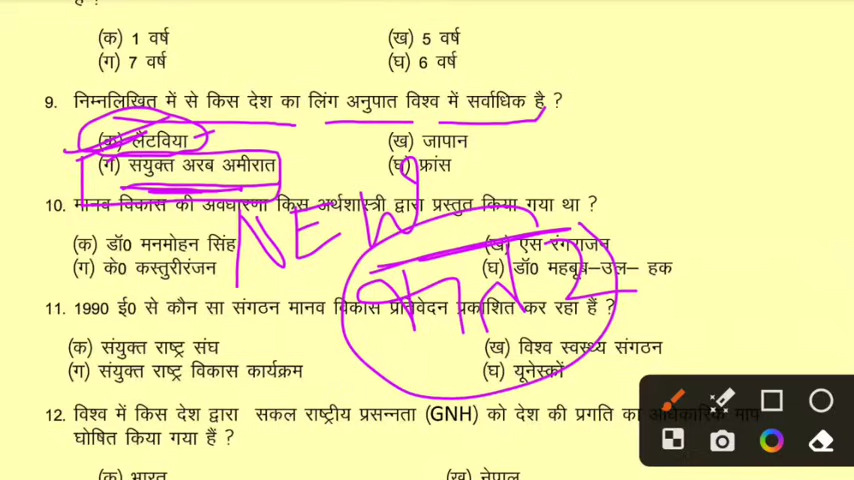 है ?
(क) 1 वर्ष (ख) 5 वर्ष
(ग) 7 वर्ष (घ) 6 वर्ष
9. निम्नलिखित में से किस देश का लिंग अनुपात विश्व में सर्वाधिक है ?
(क) लैटविया (ख) जापान
(ग) सयुक्त अरब अमीरात (घ) फ्रांस
10. मानव विकास की अवधारणा किस अर्थशास्त्री द्वारा प्रस्तुत किया गया था ?
NEW
(क) डॉ0 मनमोहन सिंह (ख) एस रंगराजन
(ग) के0 कस्तुरीरंजन (घ) डॉ0 महबूब–उल– हक
11. 1990 ई0 से कौन सा संगठन मानव विकास प्रतिवेदन प्रकाशित कर रहा हैं ?
(क) संयुक्त राष्ट्र संघ (ख) विश्व स्वस्थ्य संगठन
(ग) संयुक्त राष्ट्र विकास कार्यक्रम (घ) यूनेस्कों
12. विश्व में किस देश द्वारा सकल राष्ट्रीय प्रसन्नता (GNH) को देश की प्रगति का आधिकारिक माप
घोषित किया गया हैं ?
(क) भारत (ख) नेपाल